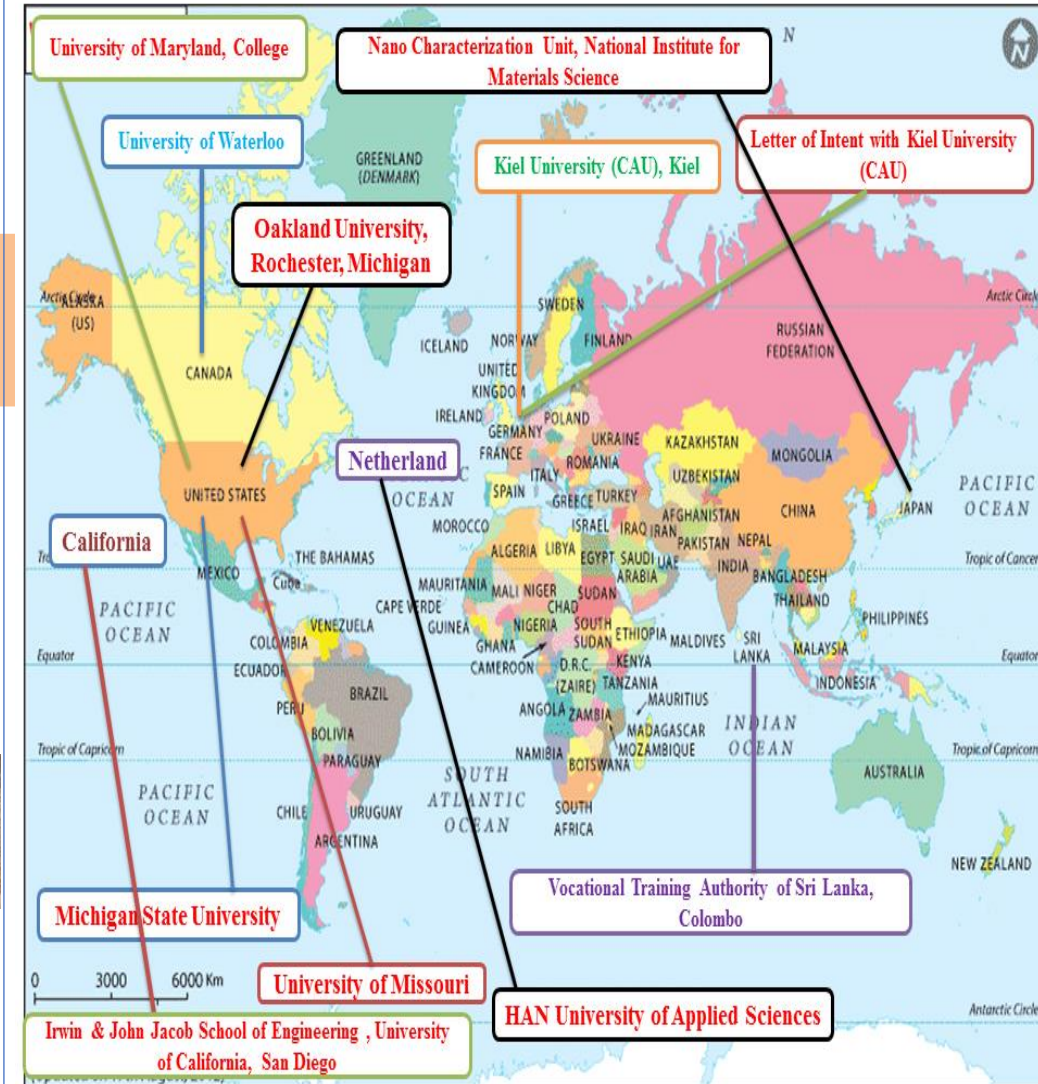 University of Maryland, College
Nano Characterization Unit, National Institute for
Materials Science
N
N
University of Waterloo
Kiel University (CAU), Kiel
Letter of Intent with Kiel University
(CAU)
GREENLAND
(DENMARK)
Oakland University,
Rochester, Michigan
Arctic Circle
ALASKA
(US)
Arctic Circle
ICELAND
SWEDEN
NORWAY
FINLAND
RUSSIAN
FEDERATION
CANADA
UNITED
KINGDOM
IRELAND
POLAND
GERMANY
UKRAINE
KAZAKHSTAN
MONGOLIA
FRANCE
ITALY
ROMANIA
UZBEKISTAN
Netherland
OCEAN
SPAIN
GREECE
TURKEY
AFGHANISTAN
CHINA
JAPAN
PACIFIC
OCEAN
UNITED STATES
MOROCCO
ISRAEL
IRAQ
IRAN
PAKISTAN
NEPAL
California
THE BAHAMAS
ALGERIA
LIBYA
EGYPT
SAUDI
ARABIA
UAE
INDIA
BANGLADESH
Tropic of Cancer
MEXICO
Cuba
MAURITANIA
MALI
NIGER
CHAD
SUDAN
THAILAND
PACIFIC
OCEAN
CAPE VERDE
GUINEA
NIGERIA
SOUTH
SUDAN
ETHIOPIA
MALDIVES
SRI
LANKA
PHILIPPINES
VENEZUELA
COLOMBIA
GHANA
CAMEROON
MALAYSIA
Equator
ECUADOR
D.R.C.
(ZAIRE)
KENYA
TANZANIA
INDONESIA
Equator
PERU
BRAZIL
ANGOLA
ZAMBIA
MAURITIUS
MADAGASCAR
MOZAMBIQUE
INDIAN
OCEAN
BOLIVIA
NAMIBIA
BOTSWANA
Tropic of Capricorn
PARAGUAY
Tropic of Capricorn
AUSTRALIA
PACIFIC
OCEAN
SOUTH
ATLANTIC
OCEAN
CHILE
URUGUAY
ARGENTINA
SOUTH
AFRICA
NEW ZEALAND
Vocational Training Authority of Sri Lanka,
Colombo
Michigan State University
0 3000 6000 Km
University of Missouri
HAN University of Applied Sciences
Antarctic Circle
Irwin & John Jacob School of Engineering , University
of California, San Diego